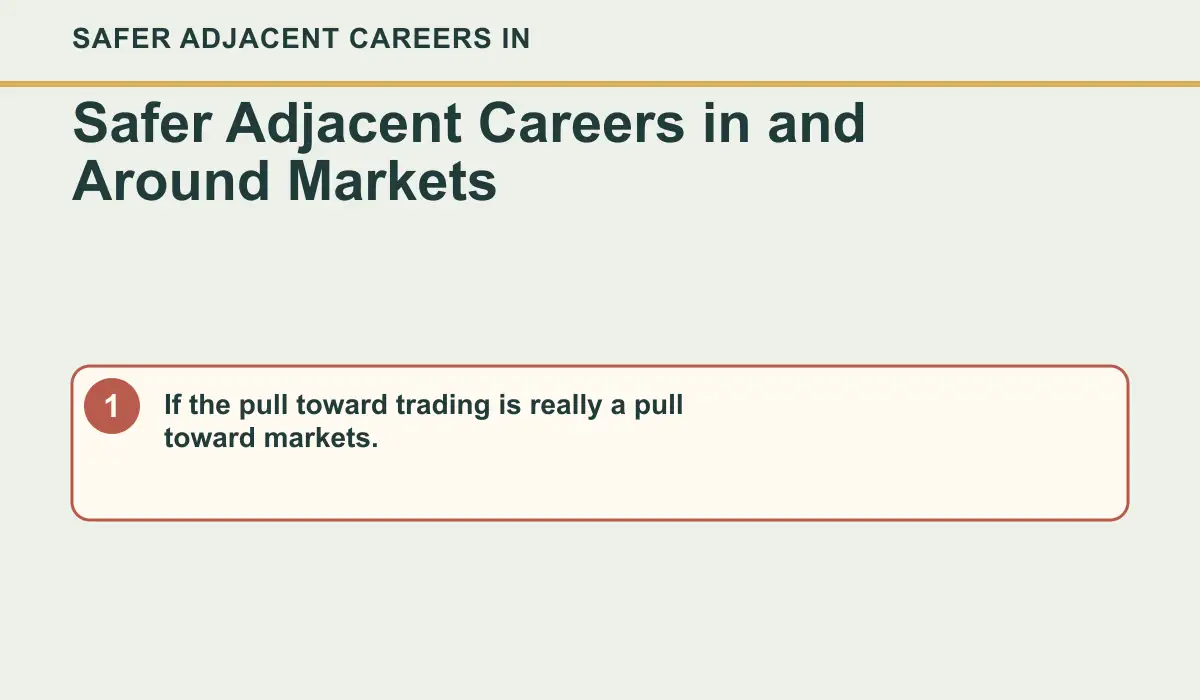 SAFER ADJACENT CAREERS IN
Safer Adjacent Careers in and
Around Markets
1
If the pull toward trading is really a pull
toward markets.